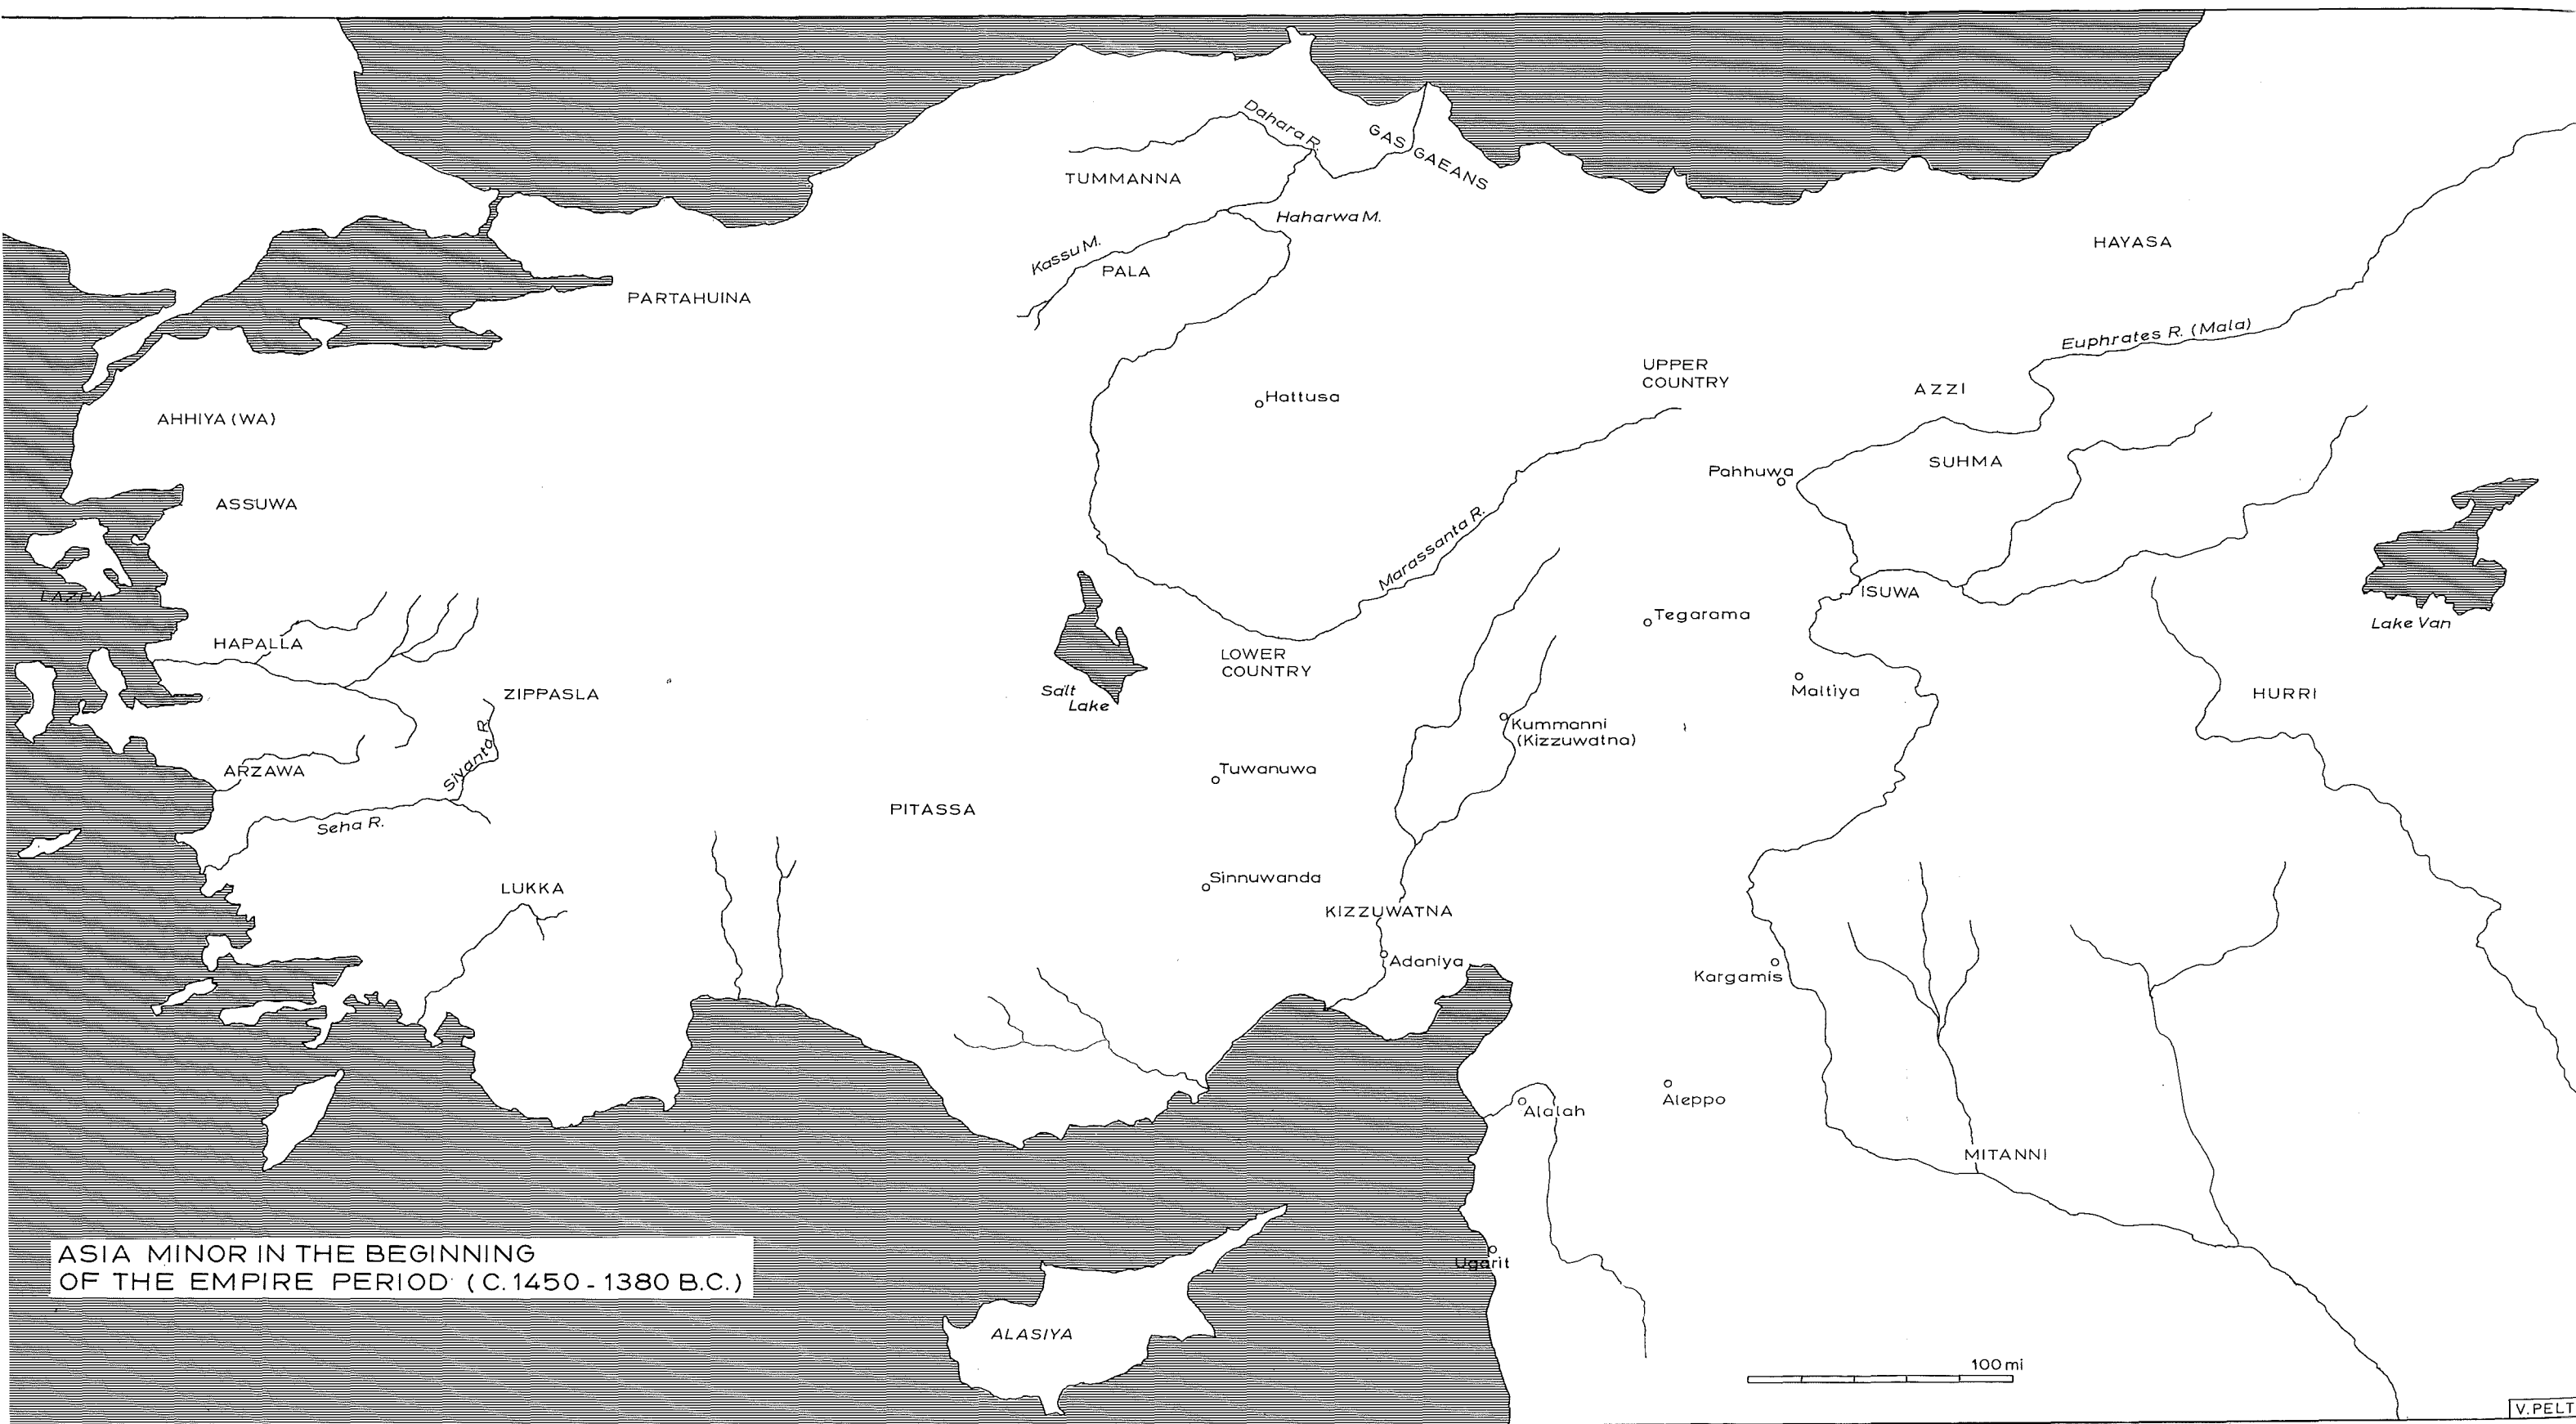 Dahara R.
GAS GAEANS
TUMMANNA
Haharwa M.
Kassu M.
PALA
HAYASA
PARTAHUINA
Euphrates R. (Mala)
UPPER
COUNTRY
AZZI
Hattusa
AHHIYA (WA)
SUHMA
Pahhuwa
ASSUWA
Marassanta R.
LAZPA
ISUWA
Tegarama
Lake Van
HAPALLA
LOWER
COUNTRY
ZIPPASLA
Salt
Lake
Maltiya
HURRI
Kummanni
(Kizzuwatna)
Siyanta R.
ARZAWA
Tuwanuwa
PITASSA
Seha R.
LUKKA
Sinnuwanda
KIZZUWATNA
Adaniya
Kargamis
Aleppo
Alalah
MITANNI
ASIA MINOR IN THE BEGINNING
OF THE EMPIRE PERIOD (C. 1450 - 1380 B.C.)
Ugarit
ALASIYA
100 mi
V. PELT